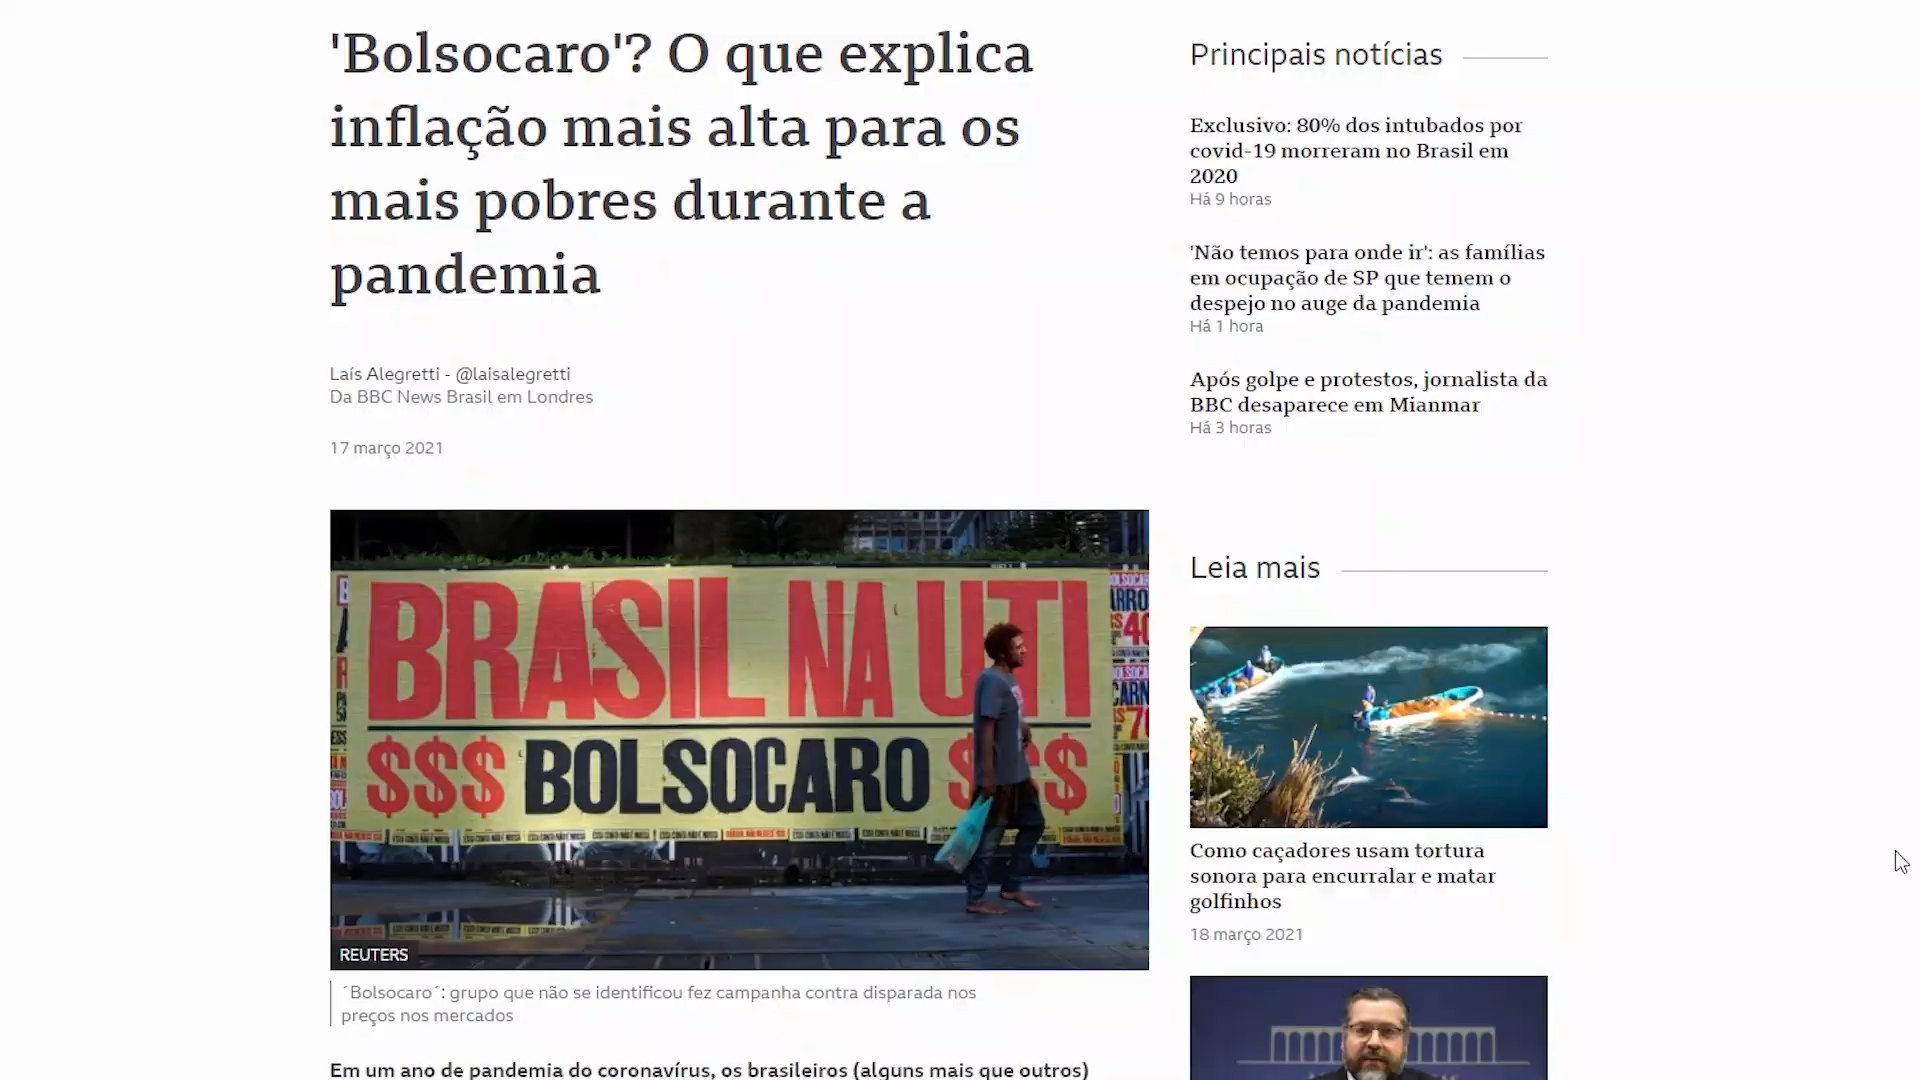 'Bolsocaro'? O que explica
inflação mais alta para os
mais pobres durante a
pandemia
Laís Alegretti - @laisalegretti
Da BBC News Brasil em Londres
17 março 2021
BRASIL NA UTI
$$$ BOLSOCARO $$$
REUTERS
´Bolsocaro´: grupo que não se identificou fez campanha contra disparada nos
preços nos mercados
Em um ano de pandemia do coronavírus, os brasileiros (alguns mais que outros)
Principais notícias
Exclusivo: 80% dos intubados por
covid-19 morreram no Brasil em
2020
Há 9 horas
'Não temos para onde ir': as famílias
em ocupação de SP que temem o
despejo no auge da pandemia
Há 1 hora
Após golpe e protestos, jornalista da
BBC desaparece em Mianmar
Há 3 horas
Leia mais
Como caçadores usam tortura
sonora para encurralar e matar
golfinhos
18 março 2021